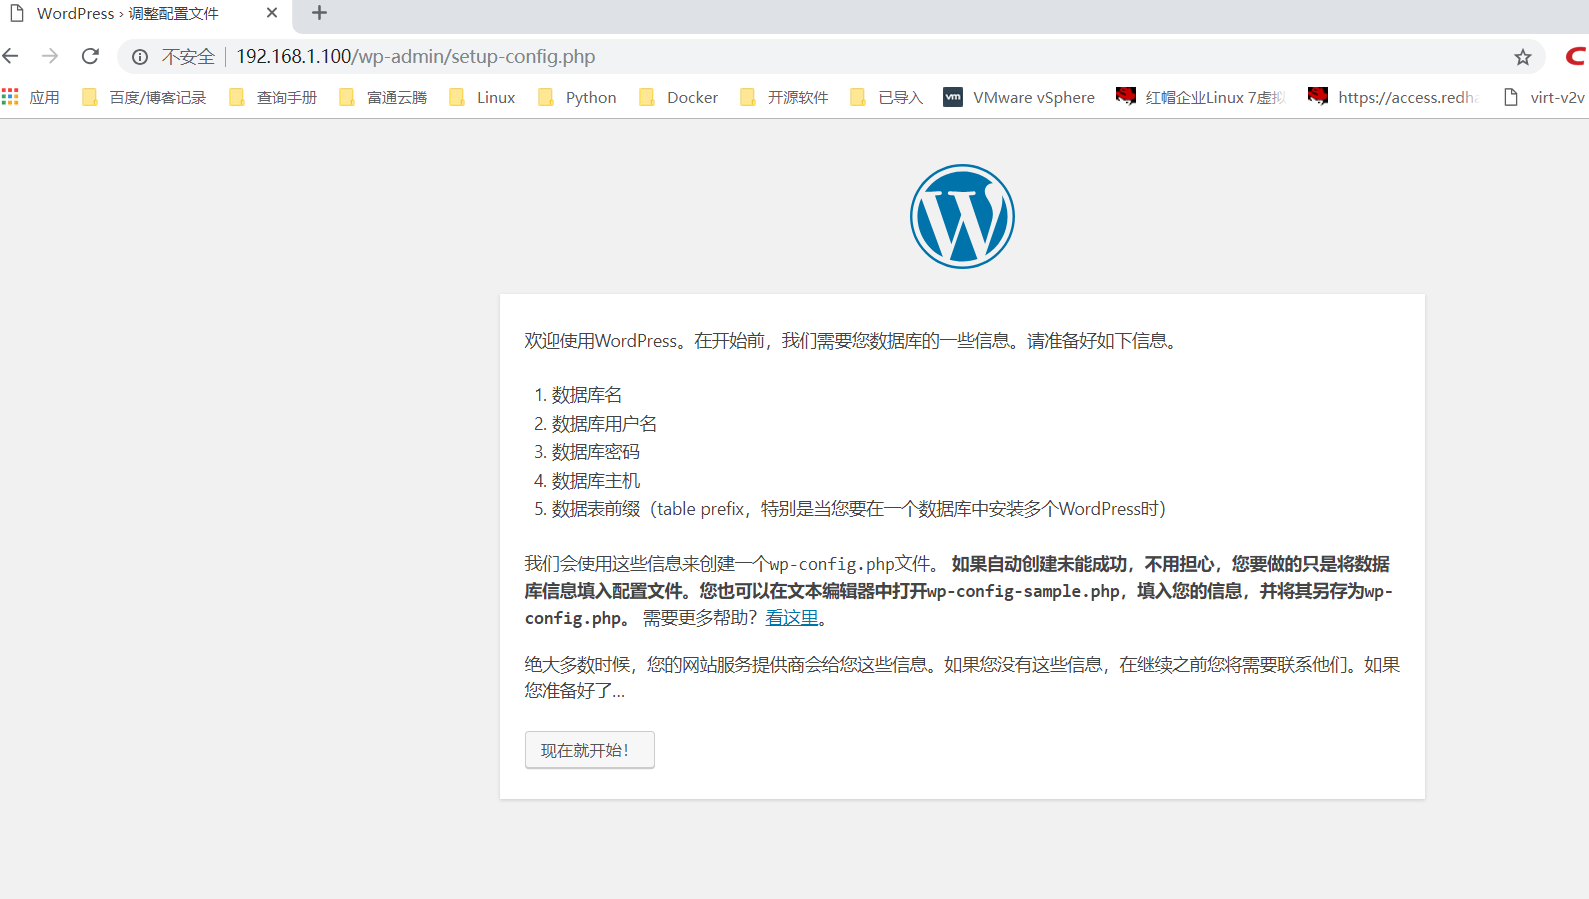 WordPress › 调整配置文件
不安全 192.168.1.100/wp-admin/setup-config.php
应用 百度/博客记录 查询手册 富通云腾 Linux Python Docker 开源软件 已导入 vm VMware vSphere 红帽企业Linux 7虚拟 https://access.redha virt-v2v
欢迎使用WordPress。在开始前，我们需要您数据库的一些信息。请准备好如下信息。
1. 数据库名
2. 数据库用户名
3. 数据库密码
4. 数据库主机
5. 数据表前缀（table prefix，特别是当您要在一个数据库中安装多个WordPress时）
我们会使用这些信息来创建一个wp-config.php文件。 如果自动创建未能成功，不用担心，您要做的只是将数据
库信息填入配置文件。您也可以在文本编辑器中打开wp-config-sample.php，填入您的信息，并将其另存为wp-
config.php。 需要更多帮助？看这里。
绝大多数时候，您的网站服务提供商会给您这些信息。如果您没有这些信息，在继续之前您将需要联系他们。如果
您准备好了…
现在就开始！